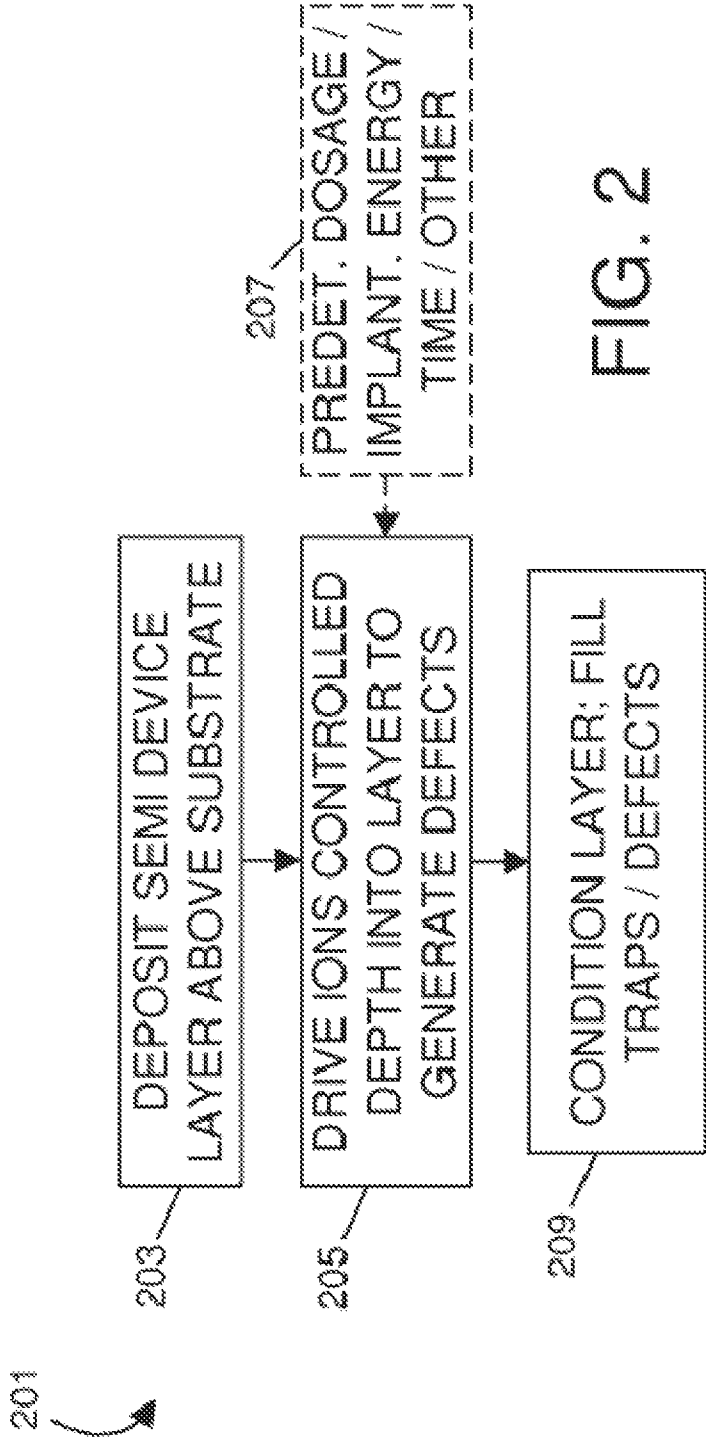 201
203
DEPOSIT SEMI DEVICE
LAYER ABOVE SUBSTRATE
205
DRIVE IONS CONTROLLED
DEPTH INTO LAYER TO
GENERATE DEFECTS
207
PREDET. DOSAGE /
IMPLANT. ENERGY /
TIME / OTHER
209
CONDITION LAYER; FILL
TRAPS / DEFECTS
FIG. 2